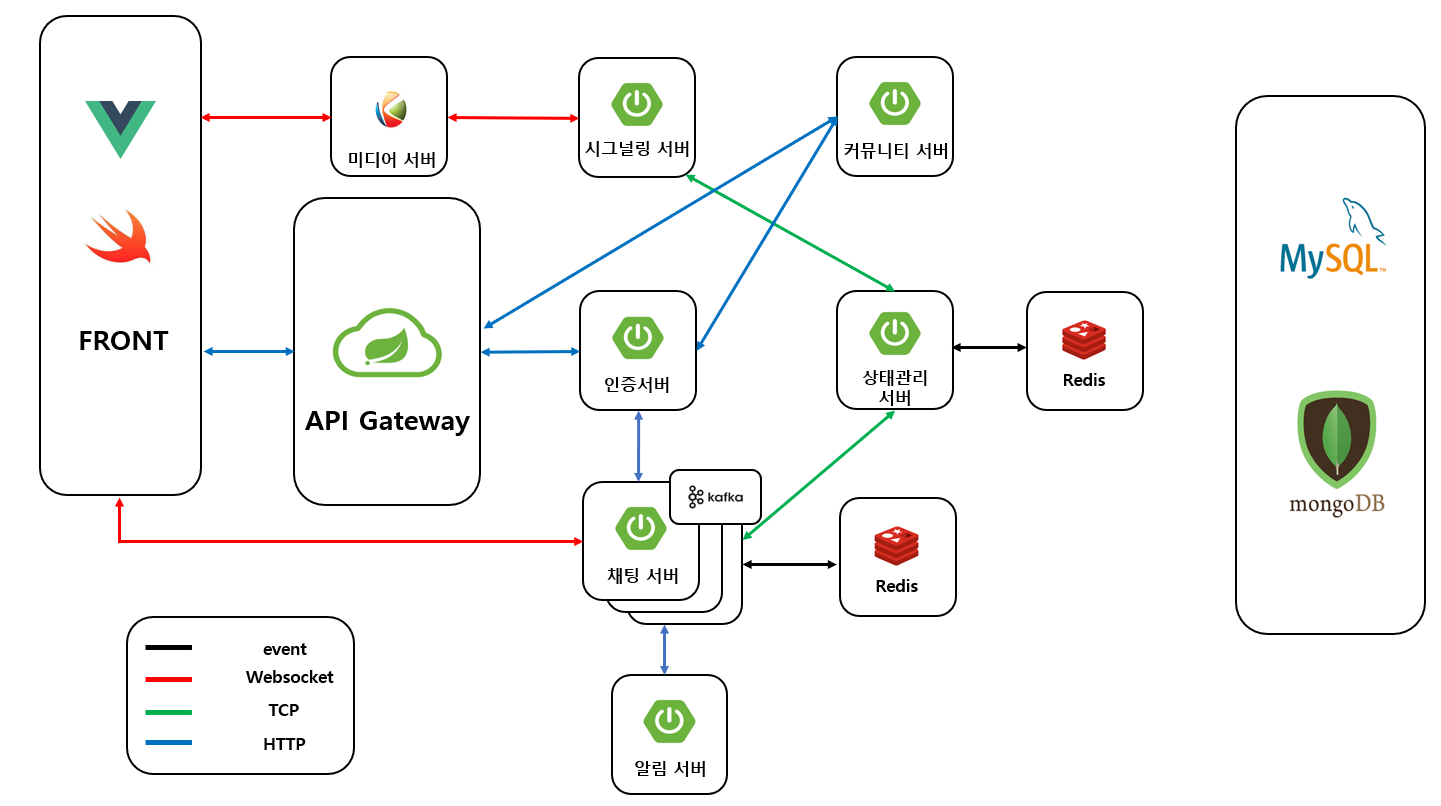 미디어 서버
시그널링 서버
커뮤니티 서버
FRONT
API Gateway
인증서버
상태관리
서버
Redis
MySQL™
mongoDB
kafka
채팅 서버
Redis
알림 서버
event
Websocket
TCP
HTTP